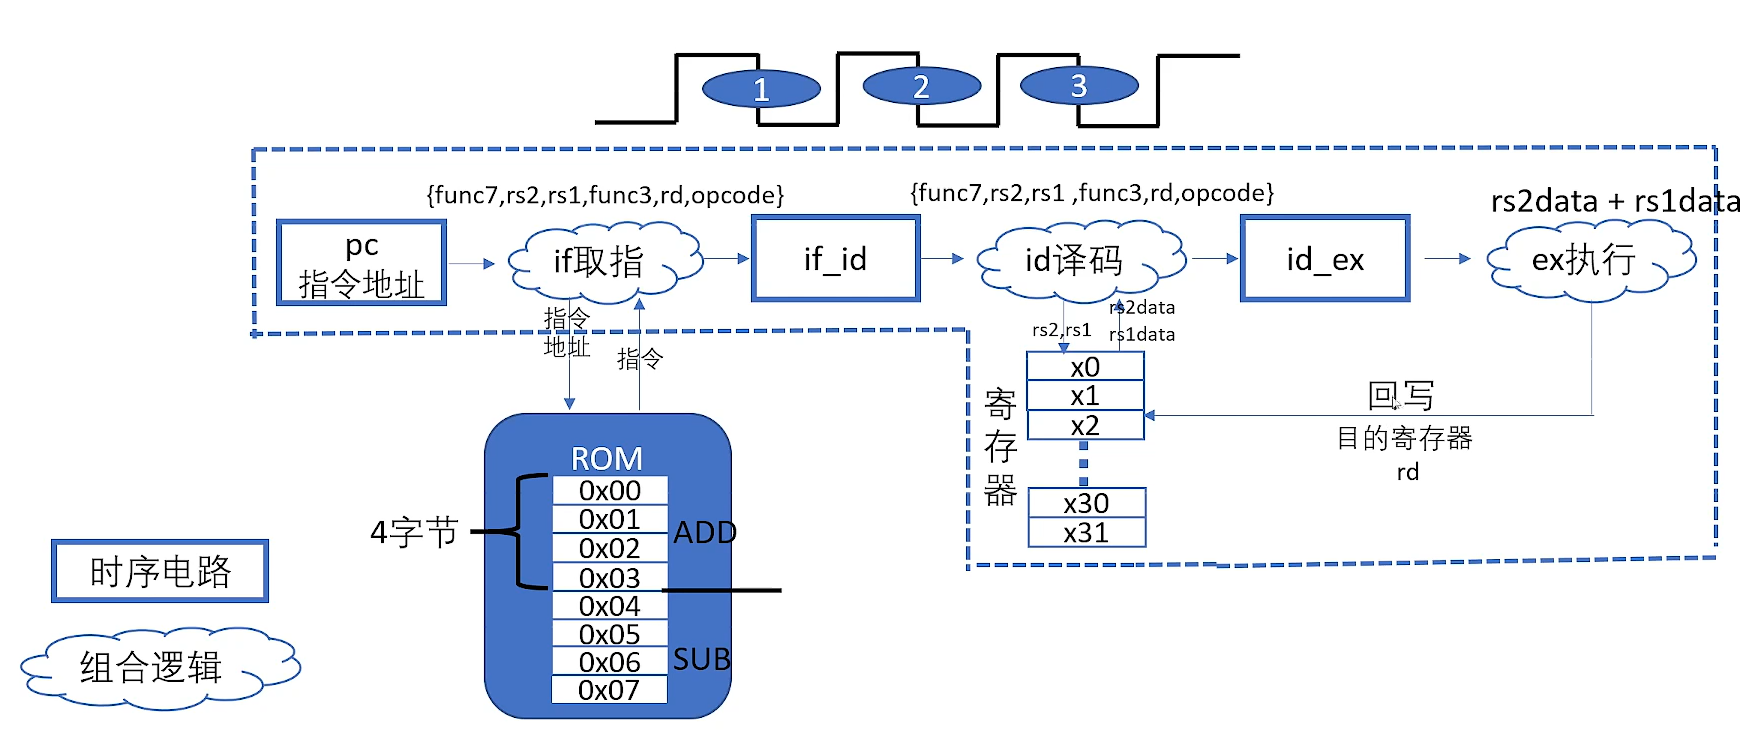 1
2
3
{func7,rs2,rs1,func3,rd,opcode}
{func7,rs2,rs1 ,func3,rd,opcode}
rs2data + rs1data
pc
指令地址
if取指
if_id
id译码
id_ex
ex执行
指令
地址
指令
rs2,rs1
rs2data
rs1data
寄
存
器
x0
x1
x2
x30
x31
回写
目的寄存器
rd
ROM
0x00
0x01
0x02
0x03
0x04
0x05
0x06
0x07
4字节
ADD
SUB
时序电路
组合逻辑